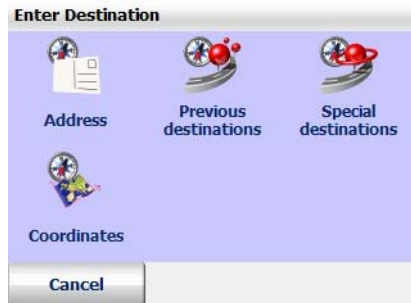 Enter Destination
Address
Previous
destinations
Special
destinations
Coordinates
Cancel